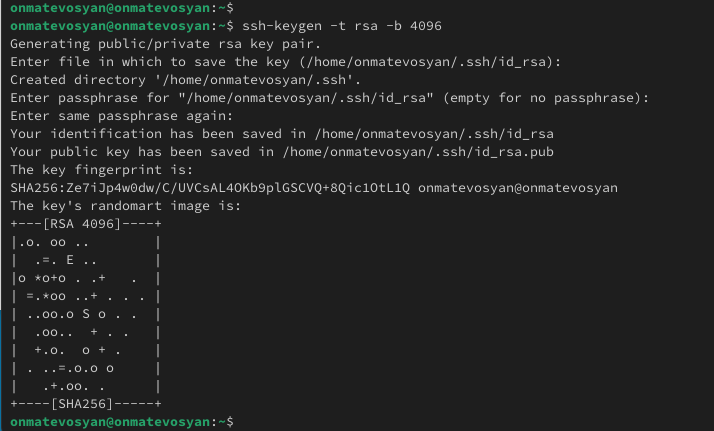 onmatevosyan@onmatevosyan:~$
onmatevosyan@onmatevosyan:~$ ssh-keygen -t rsa -b 4096
Generating public/private rsa key pair.
Enter file in which to save the key (/home/onmatevosyan/.ssh/id_rsa):
Created directory '/home/onmatevosyan/.ssh'.
Enter passphrase for "/home/onmatevosyan/.ssh/id_rsa" (empty for no passphrase):
Enter same passphrase again:
Your identification has been saved in /home/onmatevosyan/.ssh/id_rsa
Your public key has been saved in /home/onmatevosyan/.ssh/id_rsa.pub
The key fingerprint is:
SHA256:Ze7iJp4w0dw/C/UVCsAL4OKb9plGSCVQ+8Qic1OtL1Q onmatevosyan@onmatevosyan
The key's randomart image is:
+---[RSA 4096]----+
|.o. oo ..        |
|  .=. E ..       |
|o *o+o . .+   .  |
| =.*oo ..+ . . . |
| ..oo.o S o . .  |
|  .oo..  + . .   |
|  +.o.  o + .    |
| . ..=.o.o o     |
|   .+.oo. .      |
+----[SHA256]-----+
onmatevosyan@onmatevosyan:~$